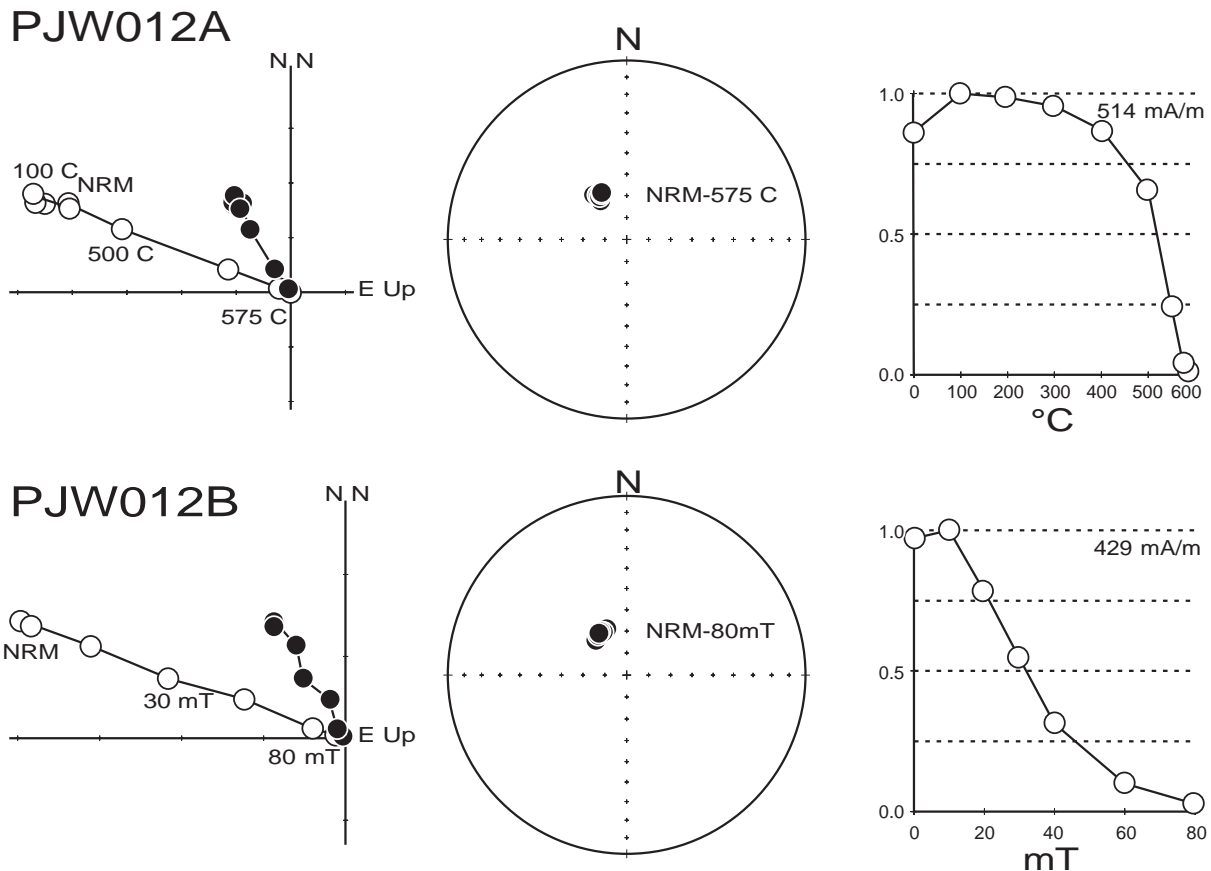 PJW012A
N N
100 C
NRM
500 C
575 C
E Up
N
NRM-575 C
1.0
514 mA/m
0.5
0.0
0 100 200 300 400 500 600
°C
PJW012B
N N
NRM
30 mT
80 mT
E Up
N
NRM-80mT
1.0
429 mA/m
0.5
0.0
0 20 40 60 80
mT